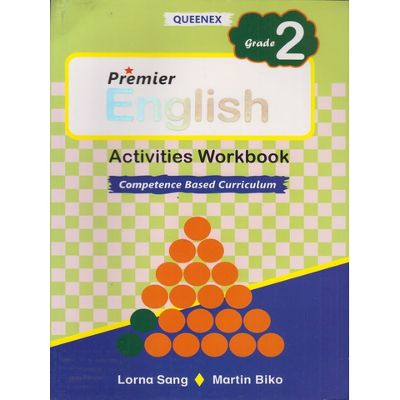 QUEENEX
Grade 2
Premier
English
Activities Workbook
Competence Based Curriculum
Lorna Sang Martin Biko